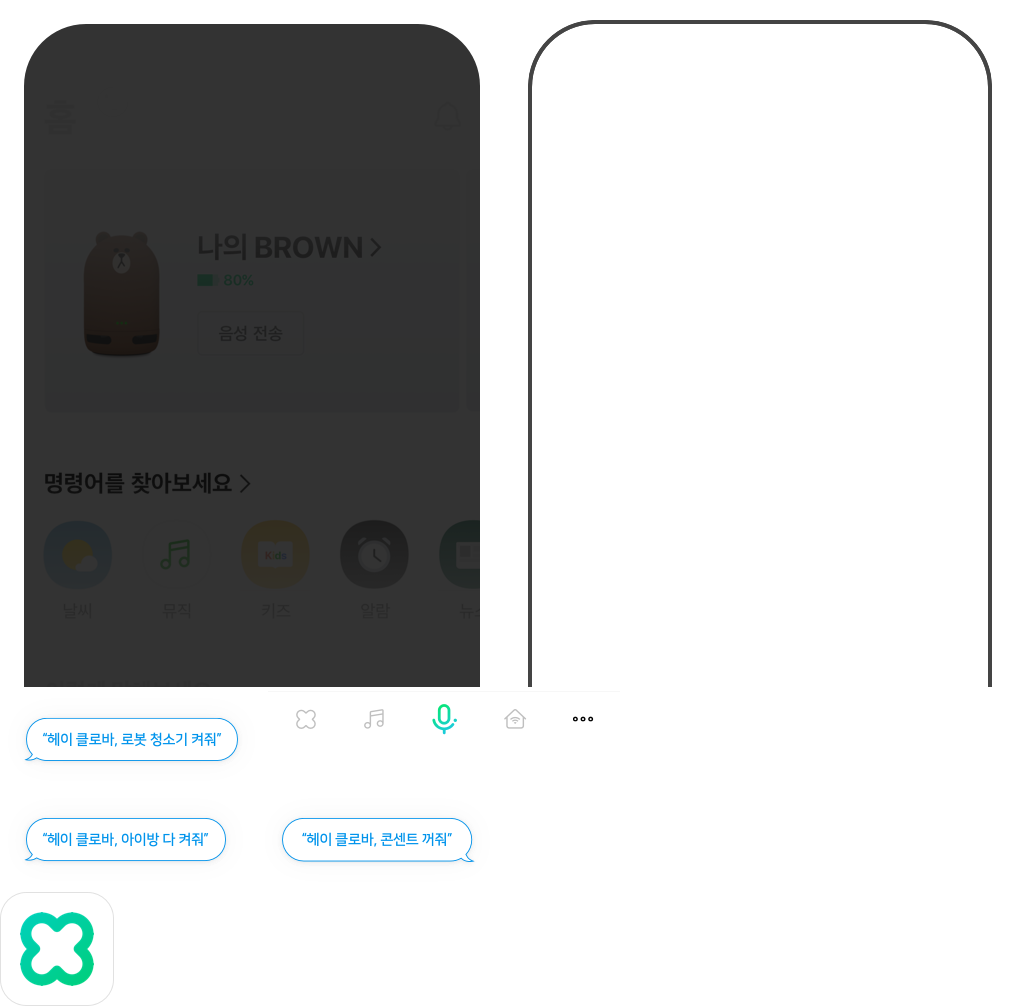 홈
나의 BROWN
80%
음성 전송
명령어를 찾아보세요
Kids
날씨
뮤직
키즈
알람
뉴스
“헤이 클로바, 로봇 청소기 켜줘”
“헤이 클로바, 아이방 다 켜줘”
“헤이 클로바, 콘센트 꺼줘”